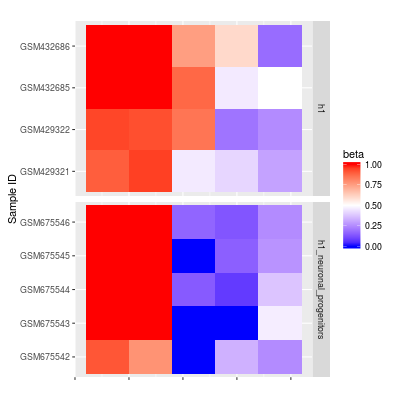 GSM432686
GSM432685
GSM429322
GSM429321
h1
Sample ID
GSM675546
GSM675545
GSM675544
GSM675543
GSM675542
h1_neuronal_progenitors
beta
1.00
0.75
0.50
0.25
0.00